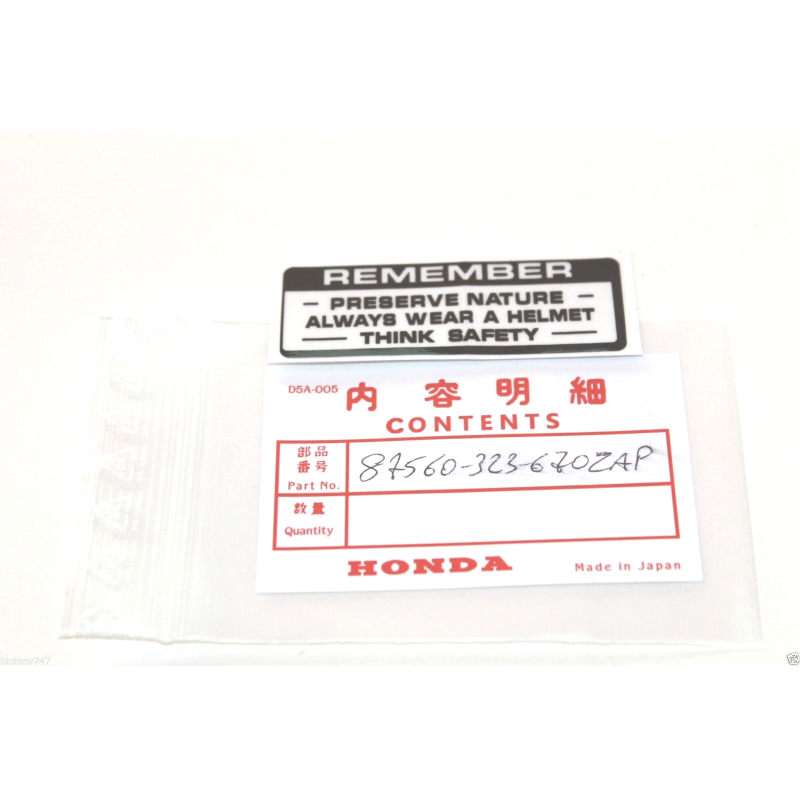 REMEMBER
– PRESERVE NATURE –
ALWAYS WEAR A HELMET
— THINK SAFETY —
D5A-005 内容明細
CONTENTS
部品
番号
Part No. 87560-323-670ZAP
数量
Quantity
HONDA Made in Japan
blutony747